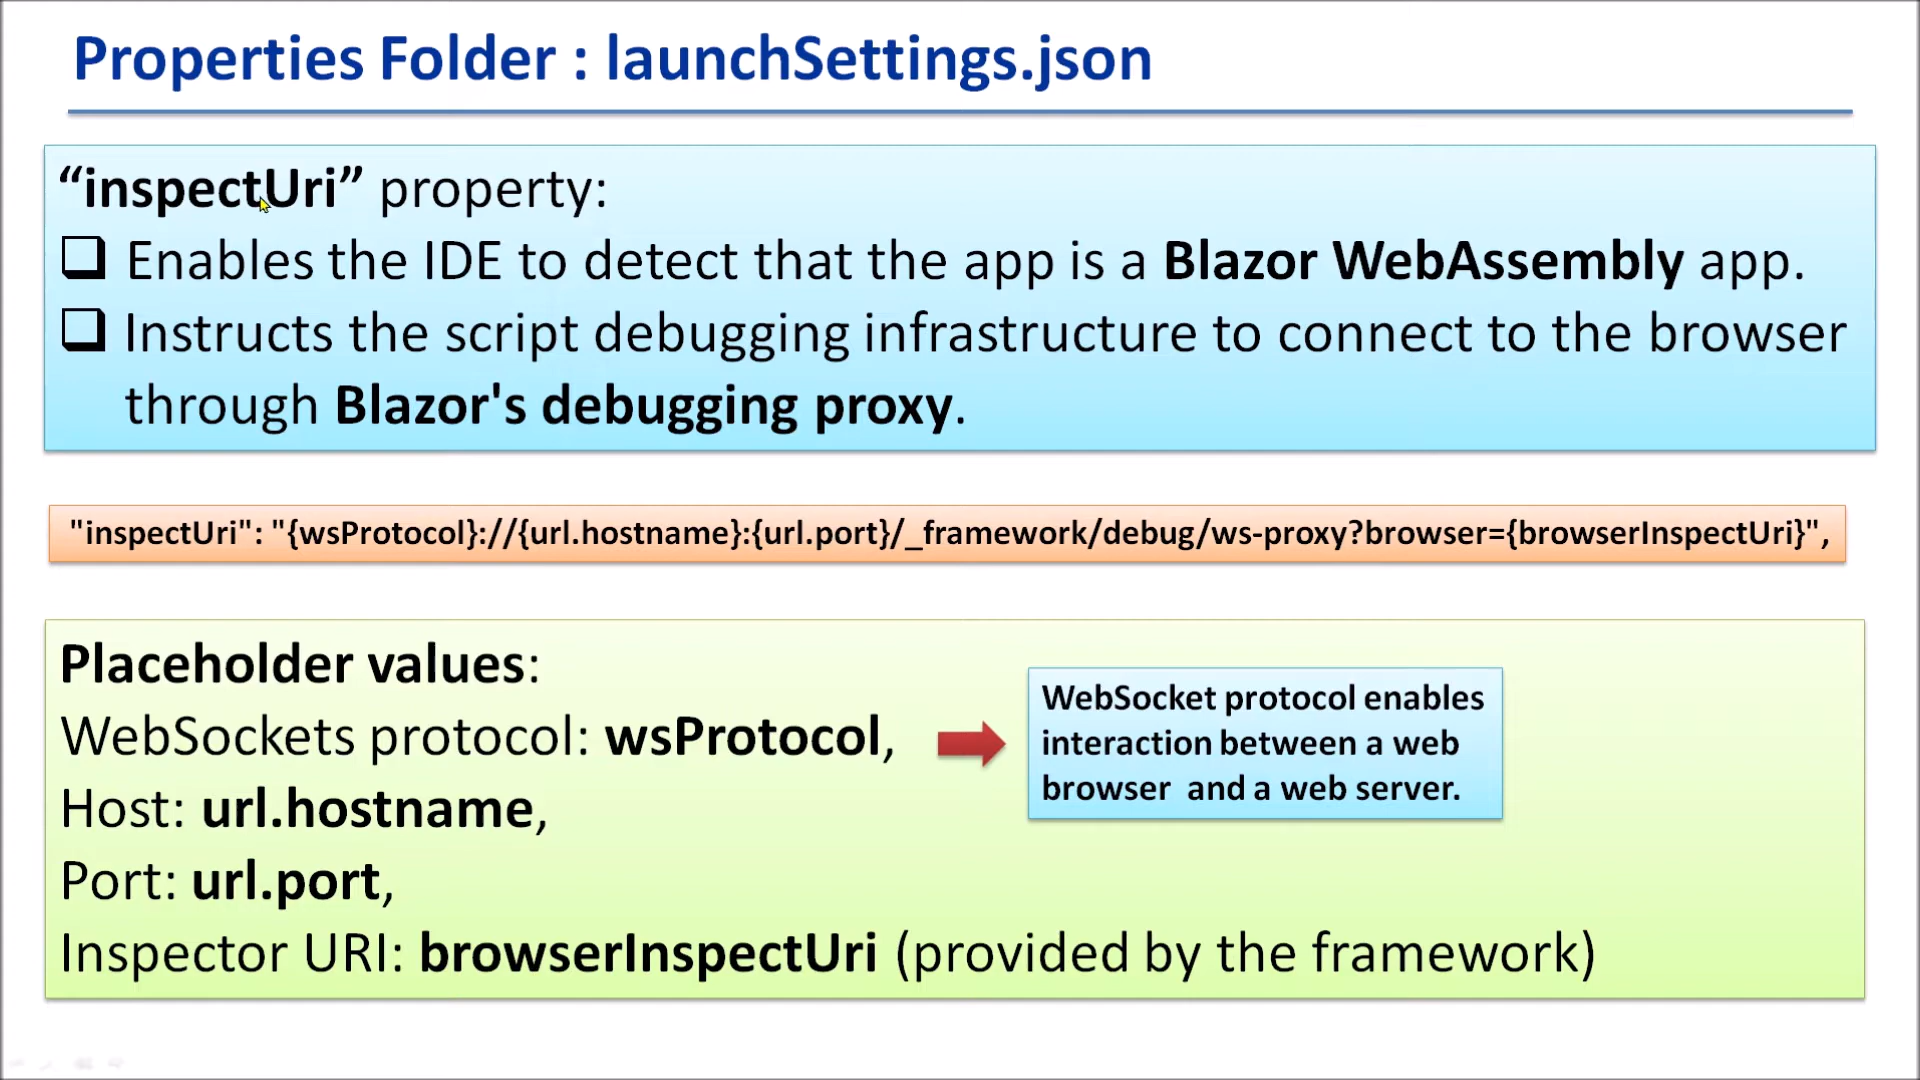 Properties Folder : launchSettings.json
“inspectUri” property:
❑ Enables the IDE to detect that the app is a Blazor WebAssembly app.
❑ Instructs the script debugging infrastructure to connect to the browser
through Blazor's debugging proxy.
"inspectUri": "{wsProtocol}://{url.hostname}:{url.port}/_framework/debug/ws-proxy?browser={browserInspectUri}",
Placeholder values:
WebSockets protocol: wsProtocol,
Host: url.hostname,
Port: url.port,
Inspector URI: browserInspectUri (provided by the framework)
WebSocket protocol enables
interaction between a web
browser and a web server.